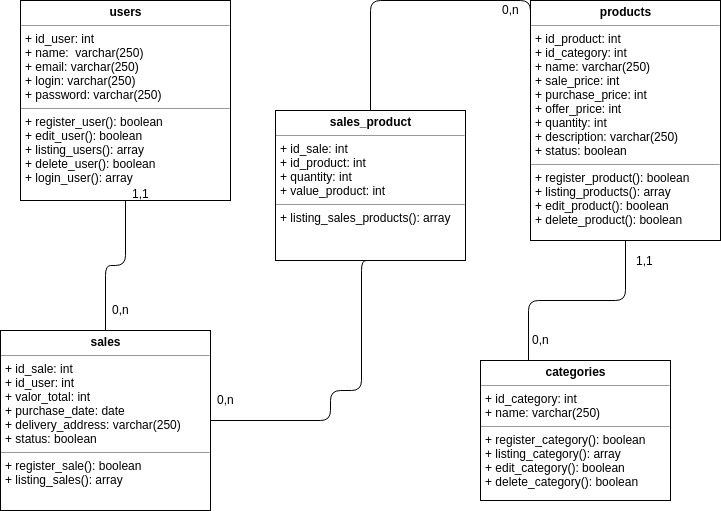 users
+ id_user: int
+ name:  varchar(250)
+ email: varchar(250)
+ login: varchar(250)
+ password: varchar(250)
+ register_user(): boolean
+ edit_user(): boolean
+ listing_users(): array
+ delete_user(): boolean
+ login_user(): array
1,1
0,n
sales
+ id_sale: int
+ id_user: int
+ valor_total: int
+ purchase_date: date
+ delivery_address: varchar(250)
+ status: boolean
+ register_sale(): boolean
+ listing_sales(): array
0,n
sales_product
+ id_sale: int
+ id_product: int
+ quantity: int
+ value_product: int
+ listing_sales_products(): array
0,n
products
+ id_product: int
+ id_category: int
+ name: varchar(250)
+ sale_price: int
+ purchase_price: int
+ offer_price: int
+ quantity: int
+ description: varchar(250)
+ status: boolean
+ register_product(): boolean
+ listing_products(): array
+ edit_product(): boolean
+ delete_product(): boolean
1,1
0,n
categories
+ id_category: int
+ name: varchar(250)
+ register_category(): boolean
+ listing_category(): array
+ edit_category(): boolean
+ delete_category(): boolean